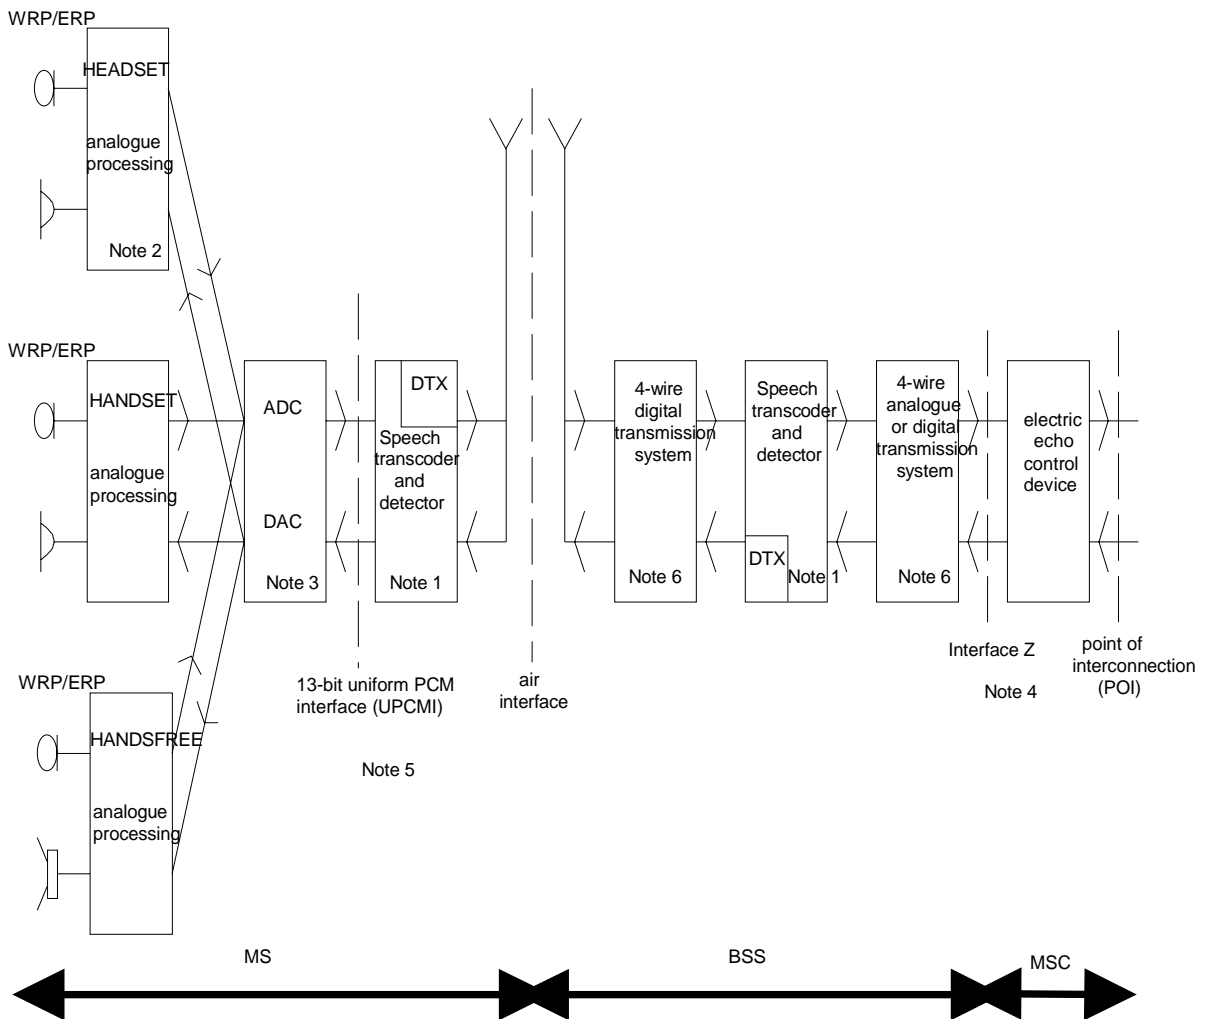 WRP/ERP
HEADSET
analogue
processing
Note 2
WRP/ERP
HANDSET
analogue
processing
ADC
DAC
Note 3
DTX
Speech
transcoder
and
detector
Note 1
4-wire
digital
transmission
system
Note 6
Speech
transcoder
and
detector
DTX
Note 1
4-wire
analogue
or digital
transmission
system
Note 6
electric
echo
control
device
13-bit uniform PCM
interface (UPCMI)
Note 5
air
interface
Interface Z
Note 4
point of
interconnection
(POI)
WRP/ERP
HANDSFREE
analogue
processing
MS
BSS
MSC